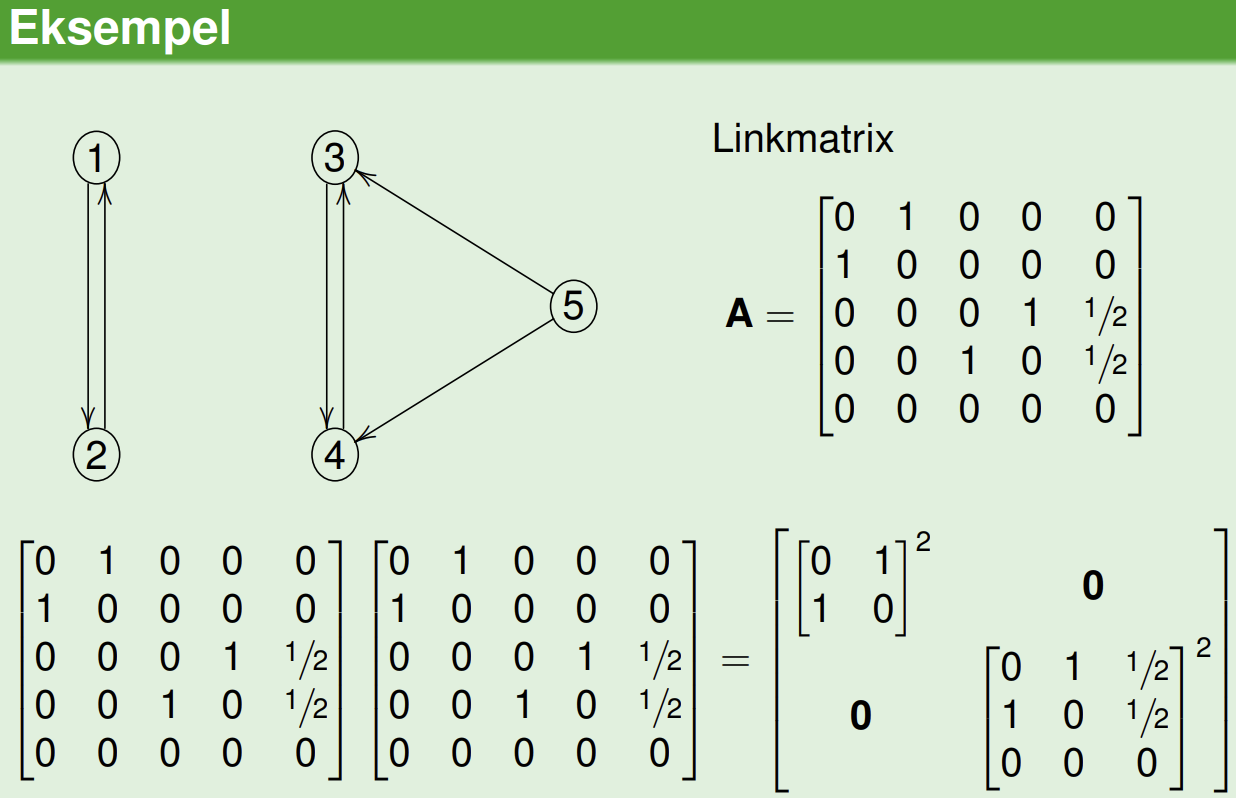 Eksempel
Linkmatrix
1
3
5
2
4
A = [0 1 0 0 0
1 0 0 0 0
0 0 0 1 1/2
0 0 1 0 1/2
0 0 0 0 0]
[0 1 0 0 0
1 0 0 0 0
0 0 0 1 1/2
0 0 1 0 1/2
0 0 0 0 0]
[0 1 0 0 0
1 0 0 0 0
0 0 0 1 1/2
0 0 1 0 1/2
0 0 0 0 0]
=
[[0 1
1 0]² 0
0 [0 1 1/2
1 0 1/2
0 0 0]²]